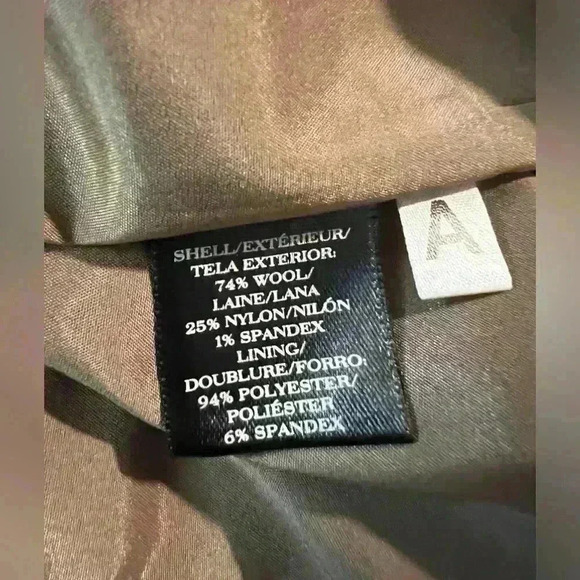 SHELL/EXTÉRIEUR/
TELA EXTERIOR:
74% WOOL/
LAINE/LANA
25% NYLON/NILÓN
1% SPANDEX
LINING/
DOUBLURE/FORRO:
94% POLYESTER/
POLIÉSTER
6% SPANDEX
A